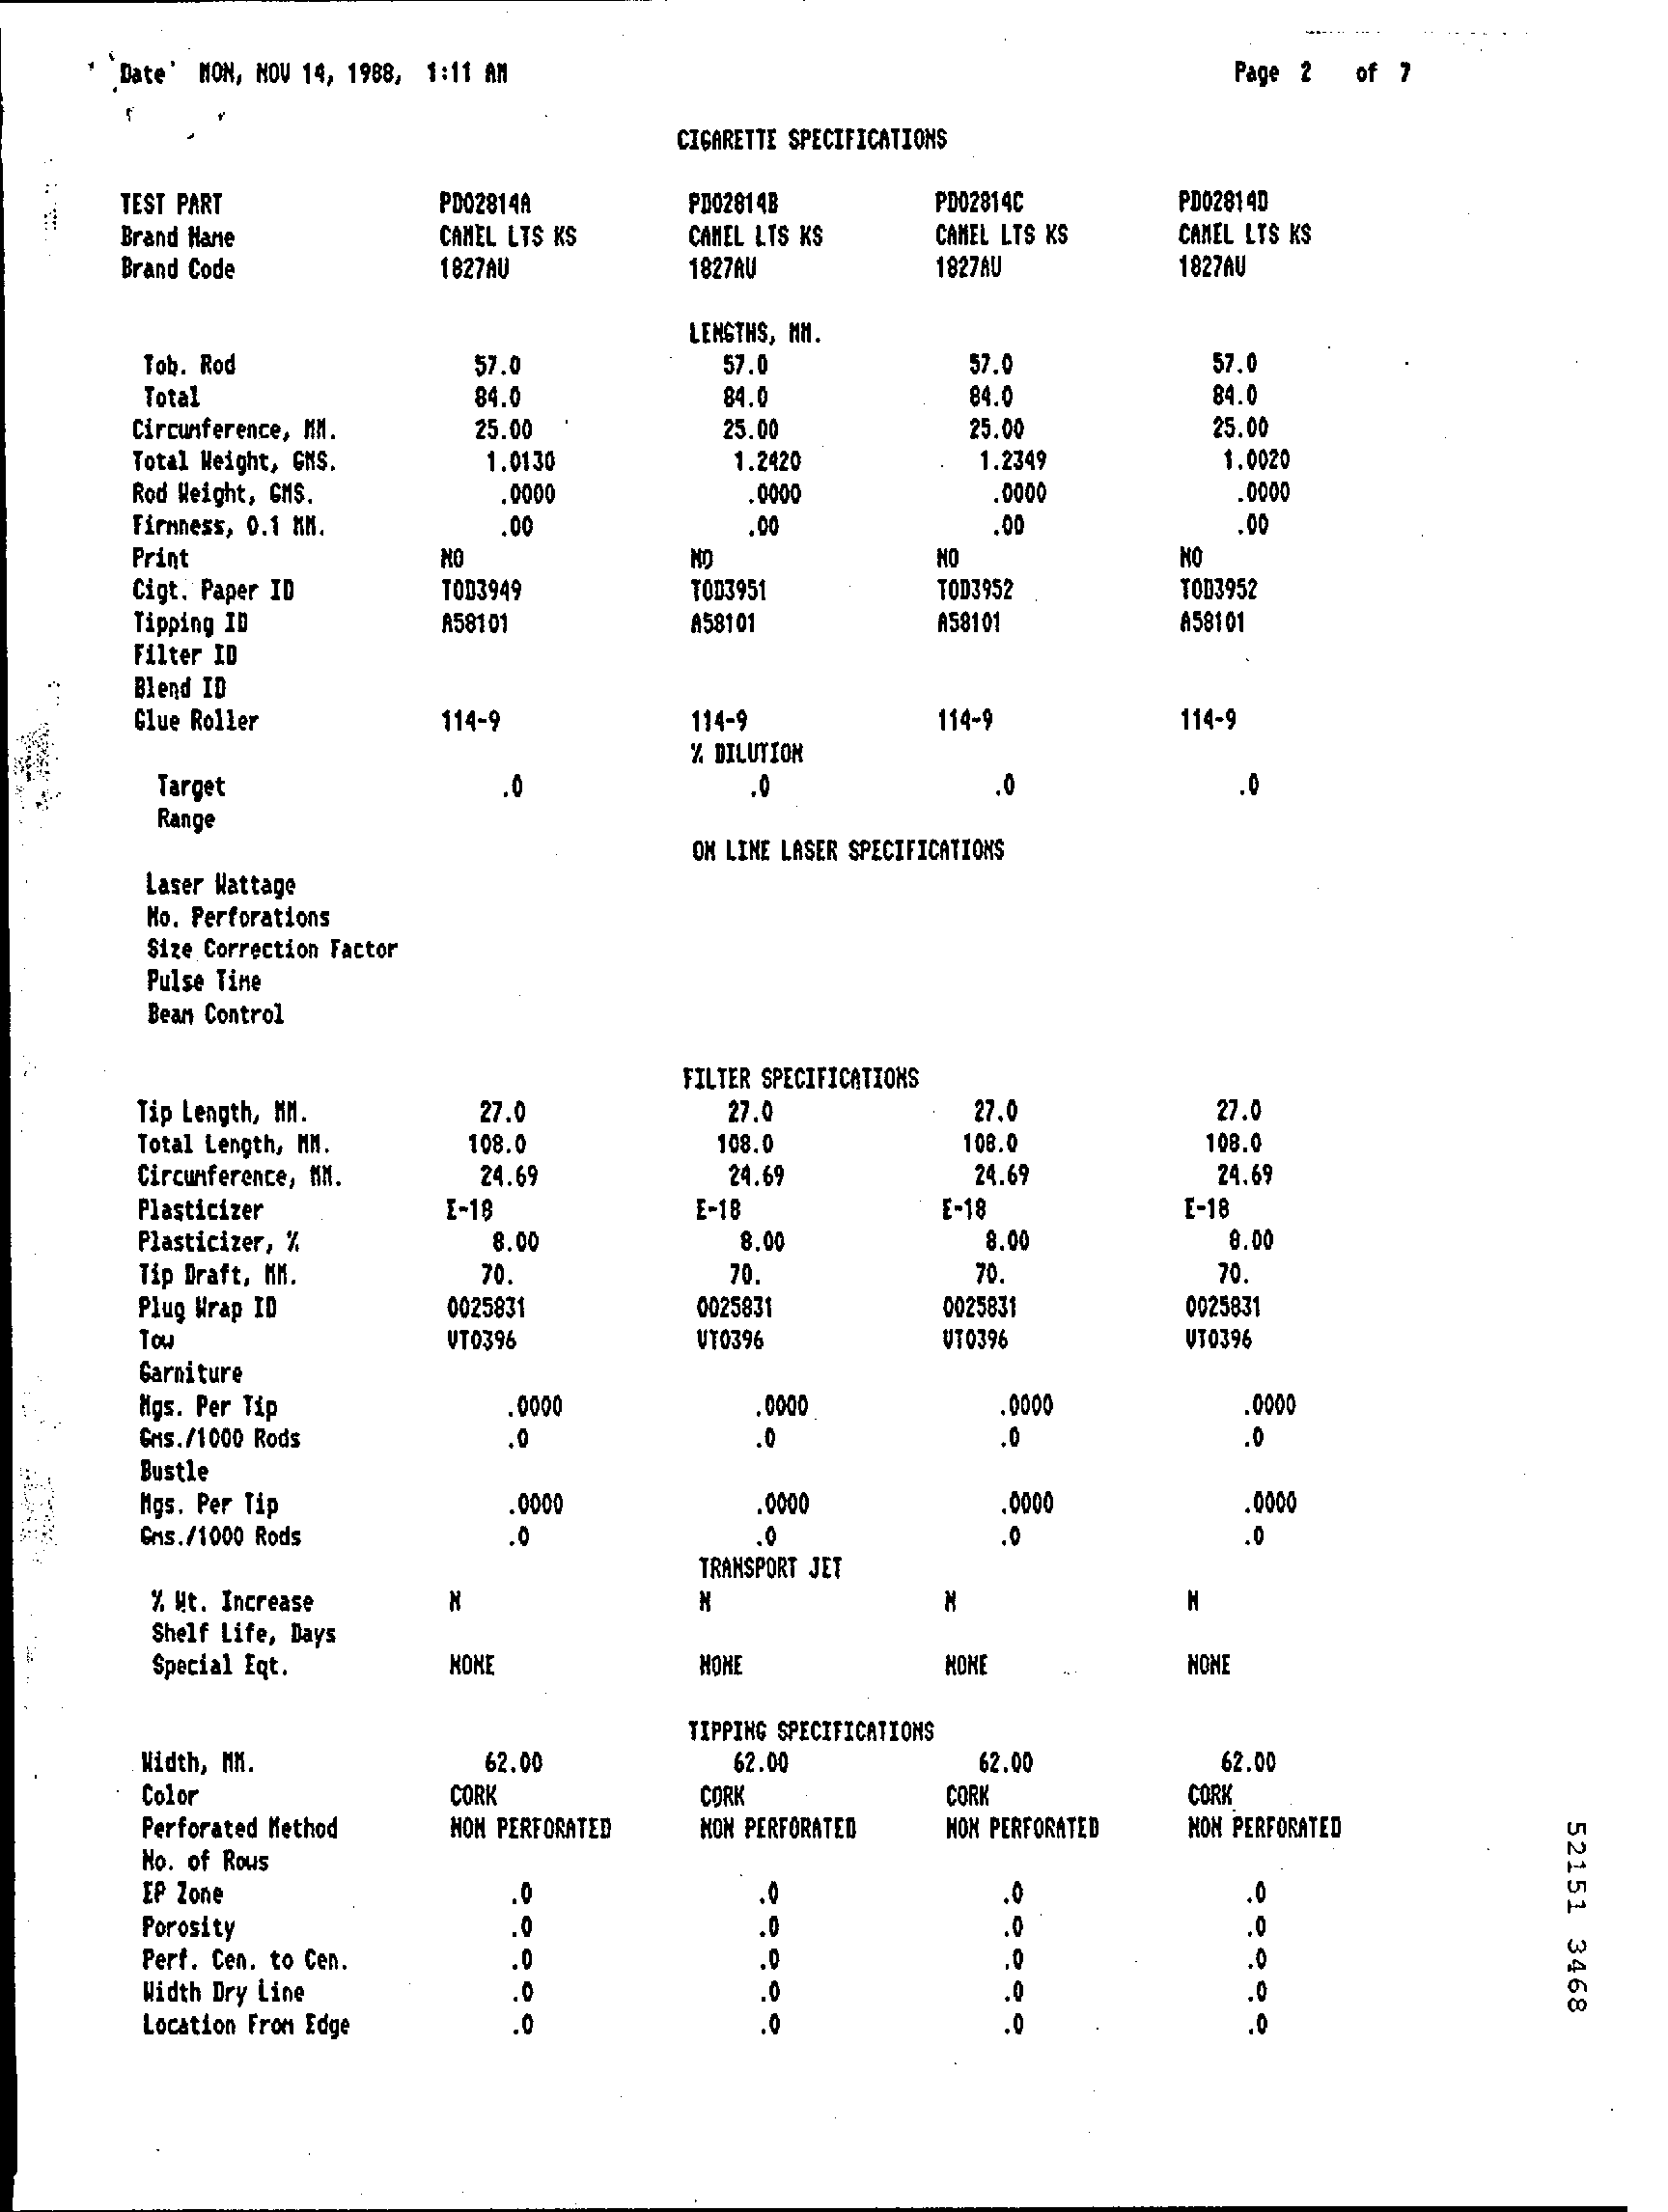 Date' MON, NOV 14, 1988, 1:11 AM Page 2 of 7
CIGARETTE SPECIFICATIONS
TEST PART PDO2814A PDO2814B PDO2814C PDO2814D
Brand Name CAMEL LTS KS CAMEL LTS KS CAMEL LTS KS CAMEL LTS KS
Brand Code 1827AU 1827AU 1827AU 1827AU
LENGTHS, MM.
Tob. Rod 57.0 57.0 57.0 57.0
Total 84.0 84.0 84.0 84.0
Circumference, MM. 25.00 25.00 25.00 25.00
Total Weight, GMS. 1.0130 1.2420 1.2349 1.0020
Rod Weight, GMS. .0000 .0000 .0000 .0000
Firmness, 0.1 MM. .00 .00 .00 .00
Print NO NO NO NO
Cigt. Paper ID TOD3949 TOD3951 TOD3952 TOD3952
Tipping ID A58101 A58101 A58101 A58101
Filter ID
Blend ID
Glue Roller 114-9 114-9 114-9 114-9
% DILUTION
Target .0 .0 .0 .0
Range
ON LINE LASER SPECIFICATIONS
Laser Wattage
No. Perforations
Size Correction Factor
Pulse Time
Beam Control
FILTER SPECIFICATIONS
Tip Length, MM. 27.0 27.0 27.0 27.0
Total Length, MM. 108.0 108.0 108.0 108.0
Circumference, MM. 24.69 24.69 24.69 24.69
Plasticizer E-18 E-18 E-18 E-18
Plasticizer, % 8.00 8.00 8.00 8.00
Tip Draft, MM. 70. 70. 70. 70.
Plug Wrap ID 0025831 0025831 0025831 0025831
Tow VT0396 VT0396 VT0396 VT0396
Garniture
Mgs. Per Tip .0000 .0000 .0000 .0000
Gms./1000 Rods .0 .0 .0 .0
Bustle
Mgs. Per Tip .0000 .0000 .0000 .0000
Gms./1000 Rods .0 .0 .0 .0
TRANSPORT JET
% Wt. Increase N N N N
Shelf Life, Days
Special Eqt. NONE NONE NONE NONE
TIPPING SPECIFICATIONS
Width, MM. 62.00 62.00 62.00 62.00
Color CORK CORK CORK CORK
Perforated Method NON PERFORATED NON PERFORATED NON PERFORATED NON PERFORATED
No. of Rows
EP Zone .0 .0 .0 .0
Porosity .0 .0 .0 .0
Perf. Cen. to Cen. .0 .0 .0 .0
Width Dry Line .0 .0 .0 .0
Location From Edge .0 .0 .0 .0
52151 3468